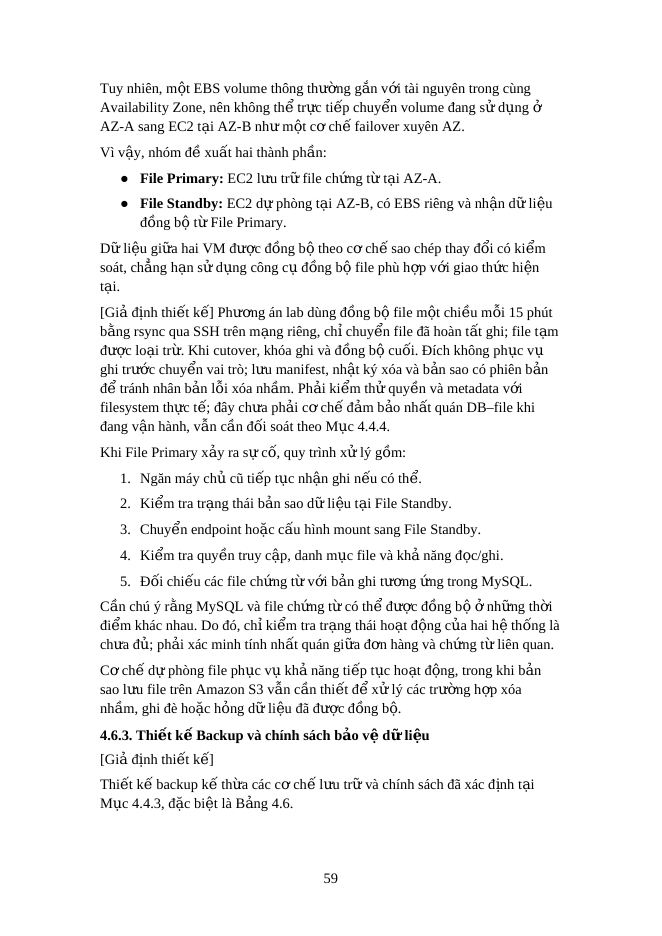 Tuy nhiên, một EBS volume thông thường gắn với tài nguyên trong cùng
Availability Zone, nên không thể trực tiếp chuyển volume đang sử dụng ở
AZ-A sang EC2 tại AZ-B như một cơ chế failover xuyên AZ.
Vì vậy, nhóm đề xuất hai thành phần:
● File Primary: EC2 lưu trữ file chứng từ tại AZ-A.
● File Standby: EC2 dự phòng tại AZ-B, có EBS riêng và nhận dữ liệu
đồng bộ từ File Primary.
Dữ liệu giữa hai VM được đồng bộ theo cơ chế sao chép thay đổi có kiểm
soát, chẳng hạn sử dụng công cụ đồng bộ file phù hợp với giao thức hiện
tại.
[Giả định thiết kế] Phương án lab dùng đồng bộ file một chiều mỗi 15 phút
bằng rsync qua SSH trên mạng riêng, chỉ chuyển file đã hoàn tất ghi; file tạm
được loại trừ. Khi cutover, khóa ghi và đồng bộ cuối. Đích không phục vụ
ghi trước chuyển vai trò; lưu manifest, nhật ký xóa và bản sao có phiên bản
để tránh nhân bản lỗi xóa nhầm. Phải kiểm thử quyền và metadata với
filesystem thực tế; đây chưa phải cơ chế đảm bảo nhất quán DB–file khi
đang vận hành, vẫn cần đối soát theo Mục 4.4.4.
Khi File Primary xảy ra sự cố, quy trình xử lý gồm:
1. Ngăn máy chủ cũ tiếp tục nhận ghi nếu có thể.
2. Kiểm tra trạng thái bản sao dữ liệu tại File Standby.
3. Chuyển endpoint hoặc cấu hình mount sang File Standby.
4. Kiểm tra quyền truy cập, danh mục file và khả năng đọc/ghi.
5. Đối chiếu các file chứng từ với bản ghi tương ứng trong MySQL.
Cần chú ý rằng MySQL và file chứng từ có thể được đồng bộ ở những thời
điểm khác nhau. Do đó, chỉ kiểm tra trạng thái hoạt động của hai hệ thống là
chưa đủ; phải xác minh tính nhất quán giữa đơn hàng và chứng từ liên quan.
Cơ chế dự phòng file phục vụ khả năng tiếp tục hoạt động, trong khi bản
sao lưu file trên Amazon S3 vẫn cần thiết để xử lý các trường hợp xóa
nhầm, ghi đè hoặc hỏng dữ liệu đã được đồng bộ.
4.6.3. Thiết kế Backup và chính sách bảo vệ dữ liệu
[Giả định thiết kế]
Thiết kế backup kế thừa các cơ chế lưu trữ và chính sách đã xác định tại
Mục 4.4.3, đặc biệt là Bảng 4.6.
59